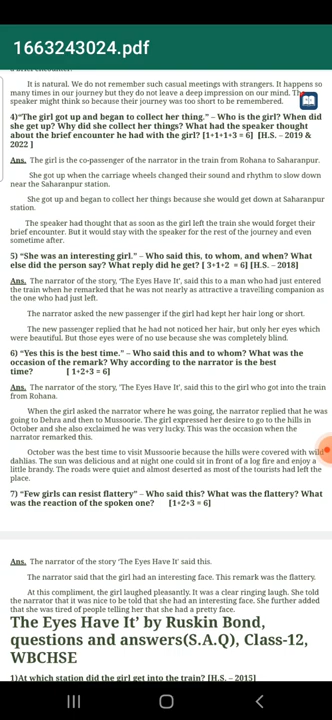 1663243024.pdf
It is natural. We do not remember such casual meetings with strangers. It happens so
many times in our journey but they do not leave a deep impression on our mind. The
speaker might think so because their journey was too short to be remembered.
4)"The girl got up and began to collect her thing." – Who is the girl? When did
she get up? Why did she collect her things? What had the speaker thought
about the brief encounter he had with the girl? [1+1+1+3 = 6] [H.S. – 2019 &
2022 ]
Ans. The girl is the co-passenger of the narrator in the train from Rohana to Saharanpur.
She got up when the carriage wheels changed their sound and rhythm to slow down
near the Saharanpur station.
She got up and began to collect her things because she would get down at Saharanpur
station.
The speaker had thought that as soon as the girl left the train she would forget their
brief encounter. But it would stay with the speaker for the rest of the journey and even
sometime after.
5) "She was an interesting girl." – Who said this, to whom, and when? What
else did the person say? What reply did he get? [ 3+1+2 = 6] [H.S. – 2018]
Ans. The narrator of the story, 'The Eyes Have It', said this to a man who had just entered
the train when he remarked that he was not nearly as attractive a travelling companion as
the one who had just left.
The narrator asked the new passenger if the girl had kept her hair long or short.
The new passenger replied that he had not noticed her hair, but only her eyes which
were beautiful. But those eyes were of no use because she was completely blind.
6) "Yes this is the best time." – Who said this and to whom? What was the
occasion of the remark? Why according to the narrator is the best
time? [ 1+2+3 = 6]
Ans. The narrator of the story, 'The Eyes Have It', said this to the girl who got into the train
from Rohana.
When the girl asked the narrator where he was going, the narrator replied that he was
going to Dehra and then to Mussoorie. The girl expressed her desire to go to the hills in
October and she also exclaimed he was very lucky. This was the occasion when the
narrator remarked this.
October was the best time to visit Mussoorie because the hills were covered with wild
dahlias. The sun was delicious and at night one could sit in front of a log fire and enjoy a
little brandy. The roads were quiet and almost deserted as most of the tourists had left the
place.
7) "Few girls can resist flattery" – Who said this? What was the flattery? What
was the reaction of the spoken one? [1+2+3 = 6]
Ans. The narrator of the story 'The Eyes Have It' said this.
The narrator said that the girl had an interesting face. This remark was the flattery.
At this compliment, the girl laughed pleasantly. It was a clear ringing laugh. She told
the narrator that it was nice to be told that she had an interesting face. She further added
that she was tired of people telling her that she had a pretty face.
The Eyes Have It' by Ruskin Bond,
questions and answers(S.A.Q), Class-12,
WBCHSE
1)At which station did the girl get into the train? [H.S. – 2015]